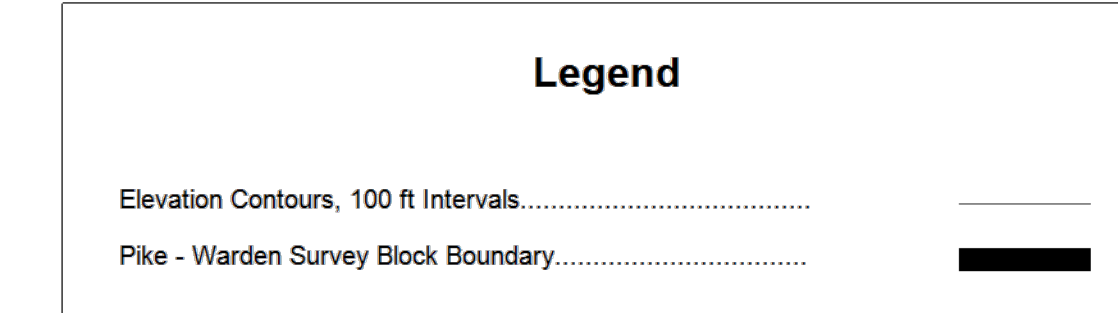 Legend
Elevation Contours, 100 ft Intervals......................................
Pike - Warden Survey Block Boundary.................................